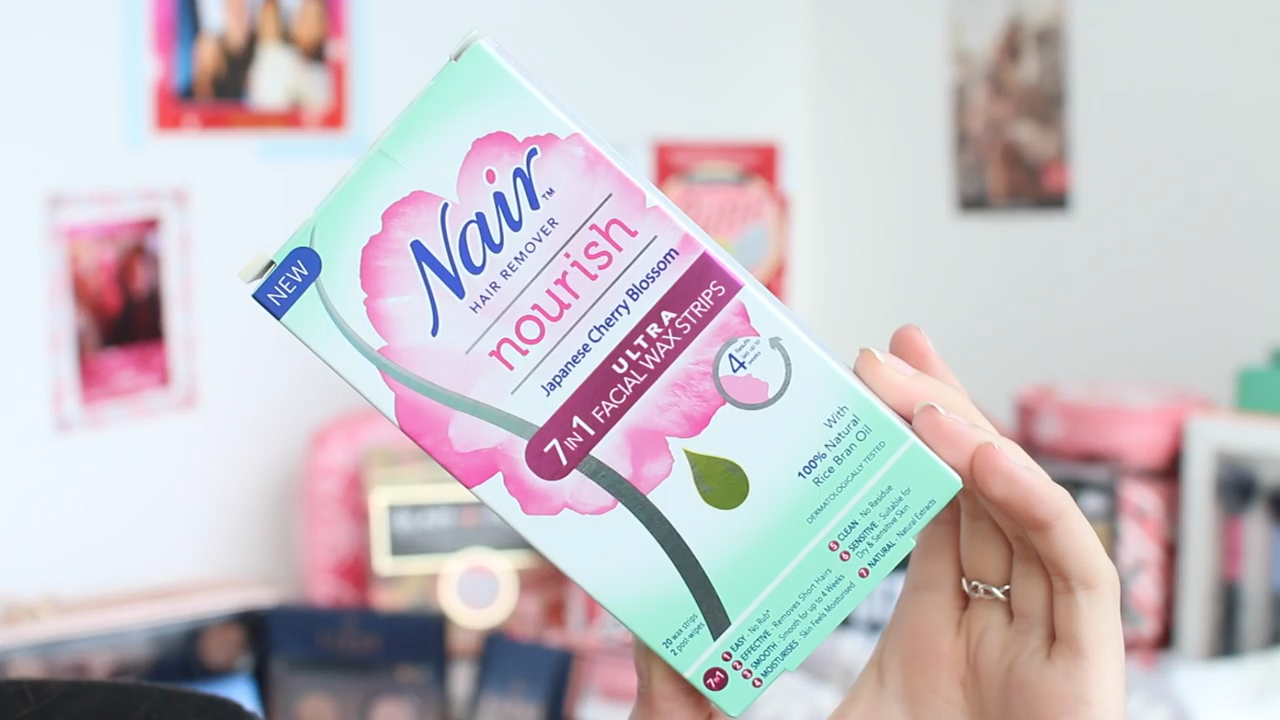 NEW
Nair™
HAIR REMOVER
nourish
Japanese Cherry Blossom
ULTRA
7 IN 1 FACIAL WAX STRIPS
4
weeks
With
100% Natural
Rice Bran Oil
DERMATOLOGICALLY TESTED
20 wax strips
2 post-wipes
7in1
1 EASY - No Rub*
2 EFFECTIVE - Removes Short Hairs
3 SMOOTH - Smooth for up to 4 Weeks
4 MOISTURISES - Skin Feels Moisturised
5 CLEAN - No Residue
6 SENSITIVE - Suitable for
Dry & Sensitive Skin
7 NATURAL - Natural Extracts